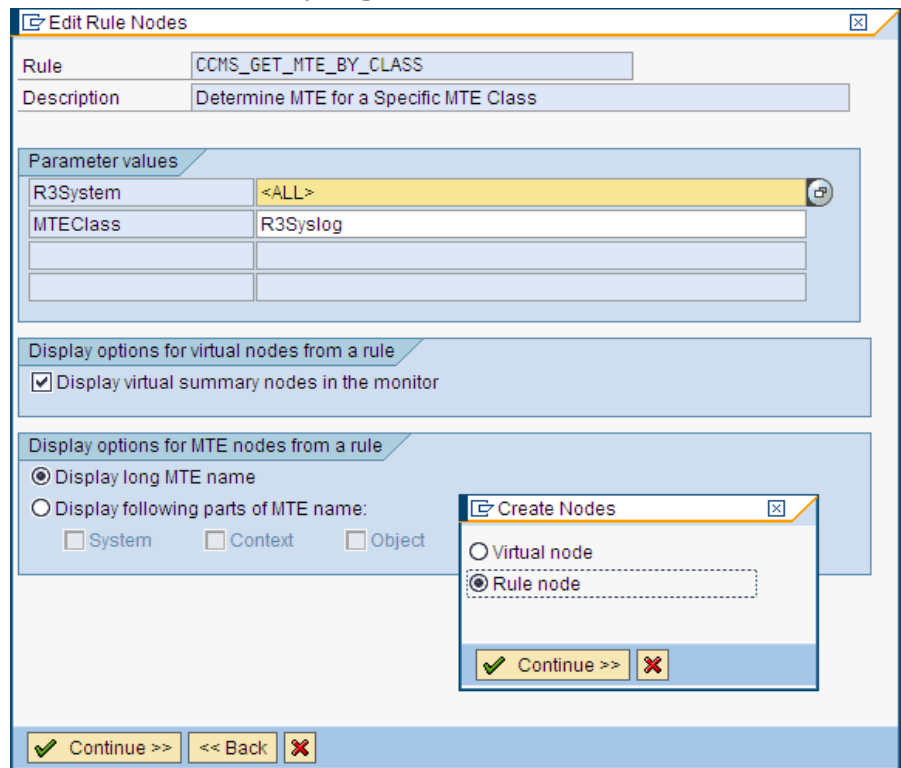 Edit Rule Nodes
Rule CCMS_GET_MTE_BY_CLASS
Description Determine MTE for a Specific MTE Class
Parameter values
R3System <ALL>
MTEClass R3Syslog
Display options for virtual nodes from a rule
Display virtual summary nodes in the monitor
Display options for MTE nodes from a rule
Display long MTE name
Display following parts of MTE name:
System Context Object
Create Nodes
Virtual node
Rule node
Continue >>
Continue >> << Back